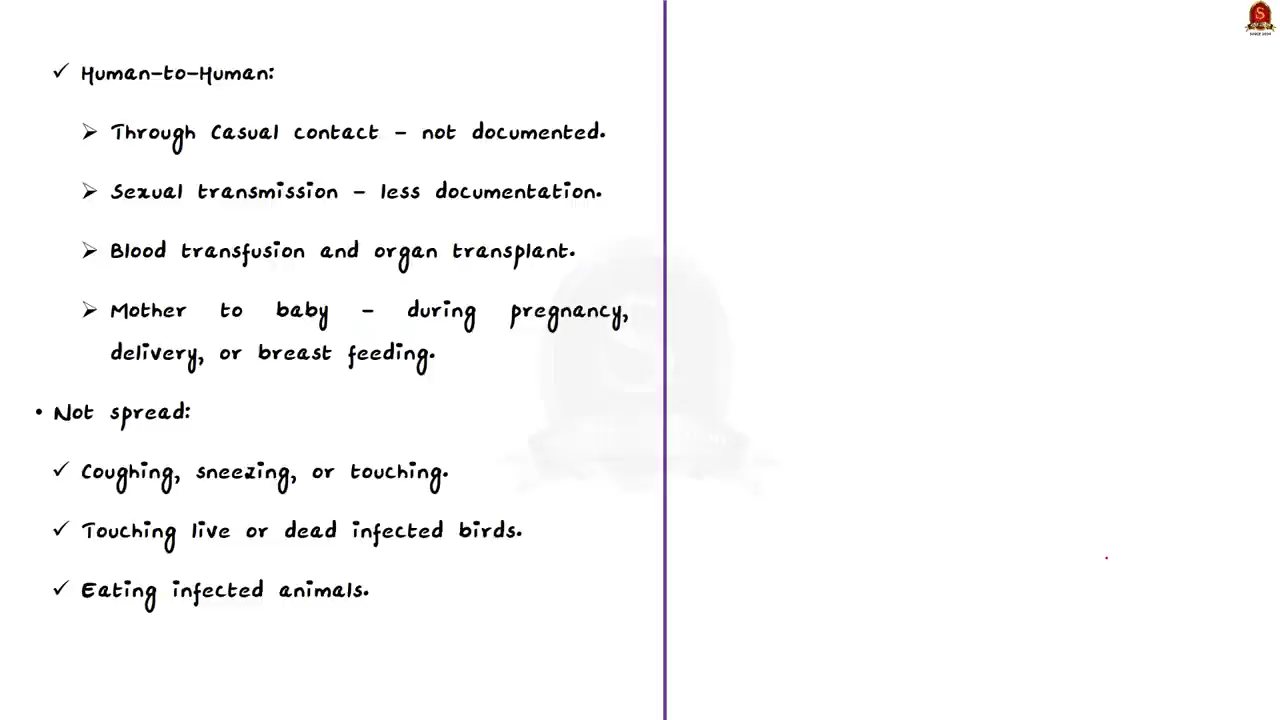 ✓ Human-to-Human:
➤ Through Casual contact – not documented.
➤ Sexual transmission – less documentation.
➤ Blood transfusion and organ transplant.
➤ Mother to baby – during pregnancy,
delivery, or breast feeding.
• Not spread:
✓ Coughing, sneezing, or touching.
✓ Touching live or dead infected birds.
✓ Eating infected animals.